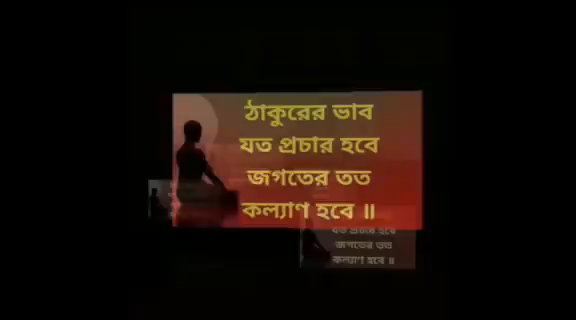 ঠাকুরের ভাব
যত প্রচার হবে
জগতের তত
কল্যাণ হবে ॥
যত প্রচার হবে
জগতের তত
কল্যাণ হবে ॥